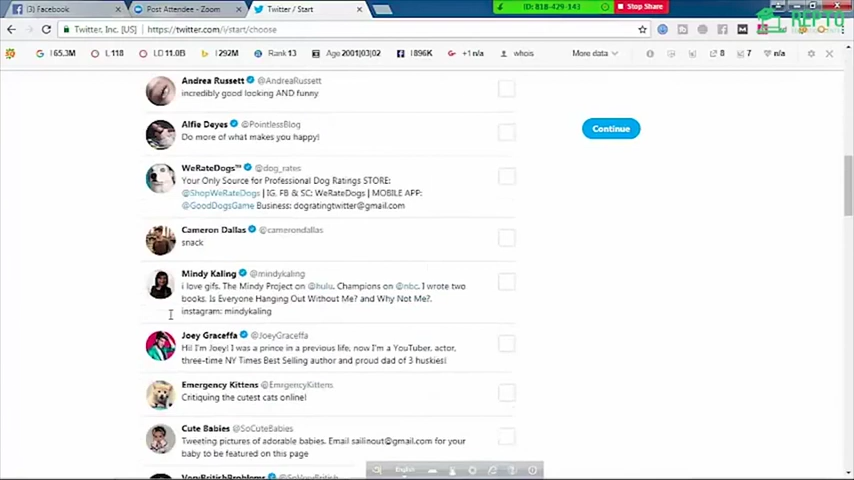 (3) Facebook
Post Attendee - Zoom
Twitter / Start
ID: 818-429-143
Stop Share
Twitter, Inc. [US] | https://twitter.com/i/start/choose
I 65.3M
L 118
LD 11.0B
I 292M
Rank 13
Age 2001|03|02
I 896K
+1 n/a
whois
More data
8
7
n/a
Andrea Russett @AndreaRussett
incredibly good looking AND funny
Alfie Deyes @PointlessBlog
Do more of what makes you happy!
Continue
WeRateDogs™ @dog_rates
Your Only Source for Professional Dog Ratings STORE:
@ShopWeRateDogs | IG, FB & SC: WeRateDogs | MOBILE APP:
@GoodDogsGame Business: dogratingtwitter@gmail.com
Cameron Dallas @camerondallas
snack
Mindy Kaling @mindykaling
i love gifs. The Mindy Project on @hulu. Champions on @nbc. I wrote two
books. Is Everyone Hanging Out Without Me? and Why Not Me?.
instagram: mindykaling
Joey Graceffa @JoeyGraceffa
Hi! I'm Joey! I was a prince in a previous life, now I'm a YouTuber, actor,
three-time NY Times Best Selling author and proud dad of 3 huskies!
Emergency Kittens @EmrgencyKittens
Critiquing the cutest cats online!
Cute Babies @SoCuteBabies
Tweeting pictures of adorable babies. Email sailinout@gmail.com for your
baby to be featured on this page
VeryBritishProblems @SoVeryBritish
English